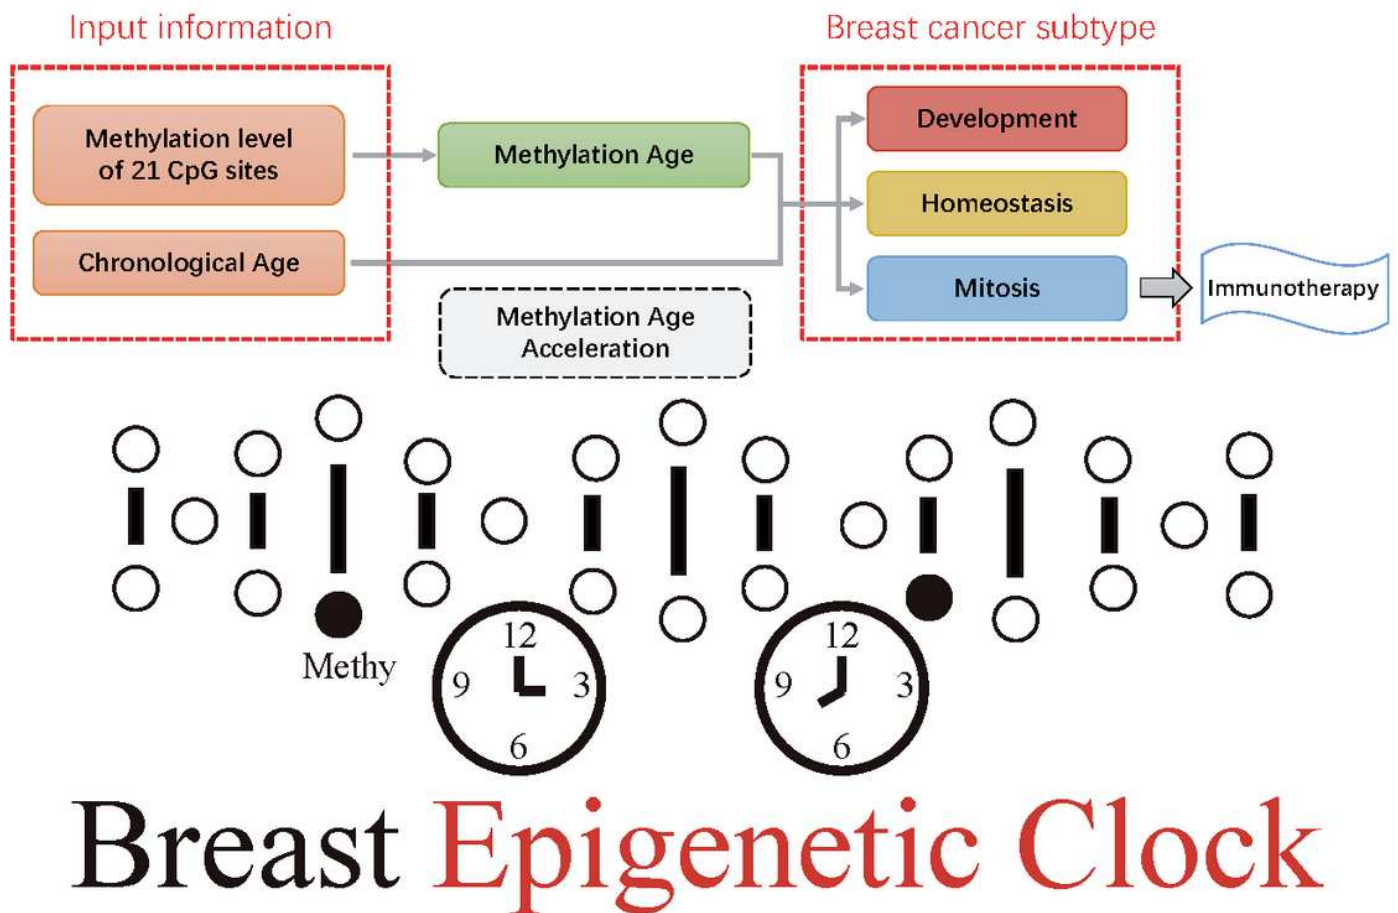 Input information
Breast cancer subtype
Methylation level
of 21 CpG sites
Methylation Age
Development
Homeostasis
Chronological Age
Mitosis
Immunotherapy
Methylation Age
Acceleration
Methy
12
9
3
6
12
9
3
6
Breast Epigenetic Clock